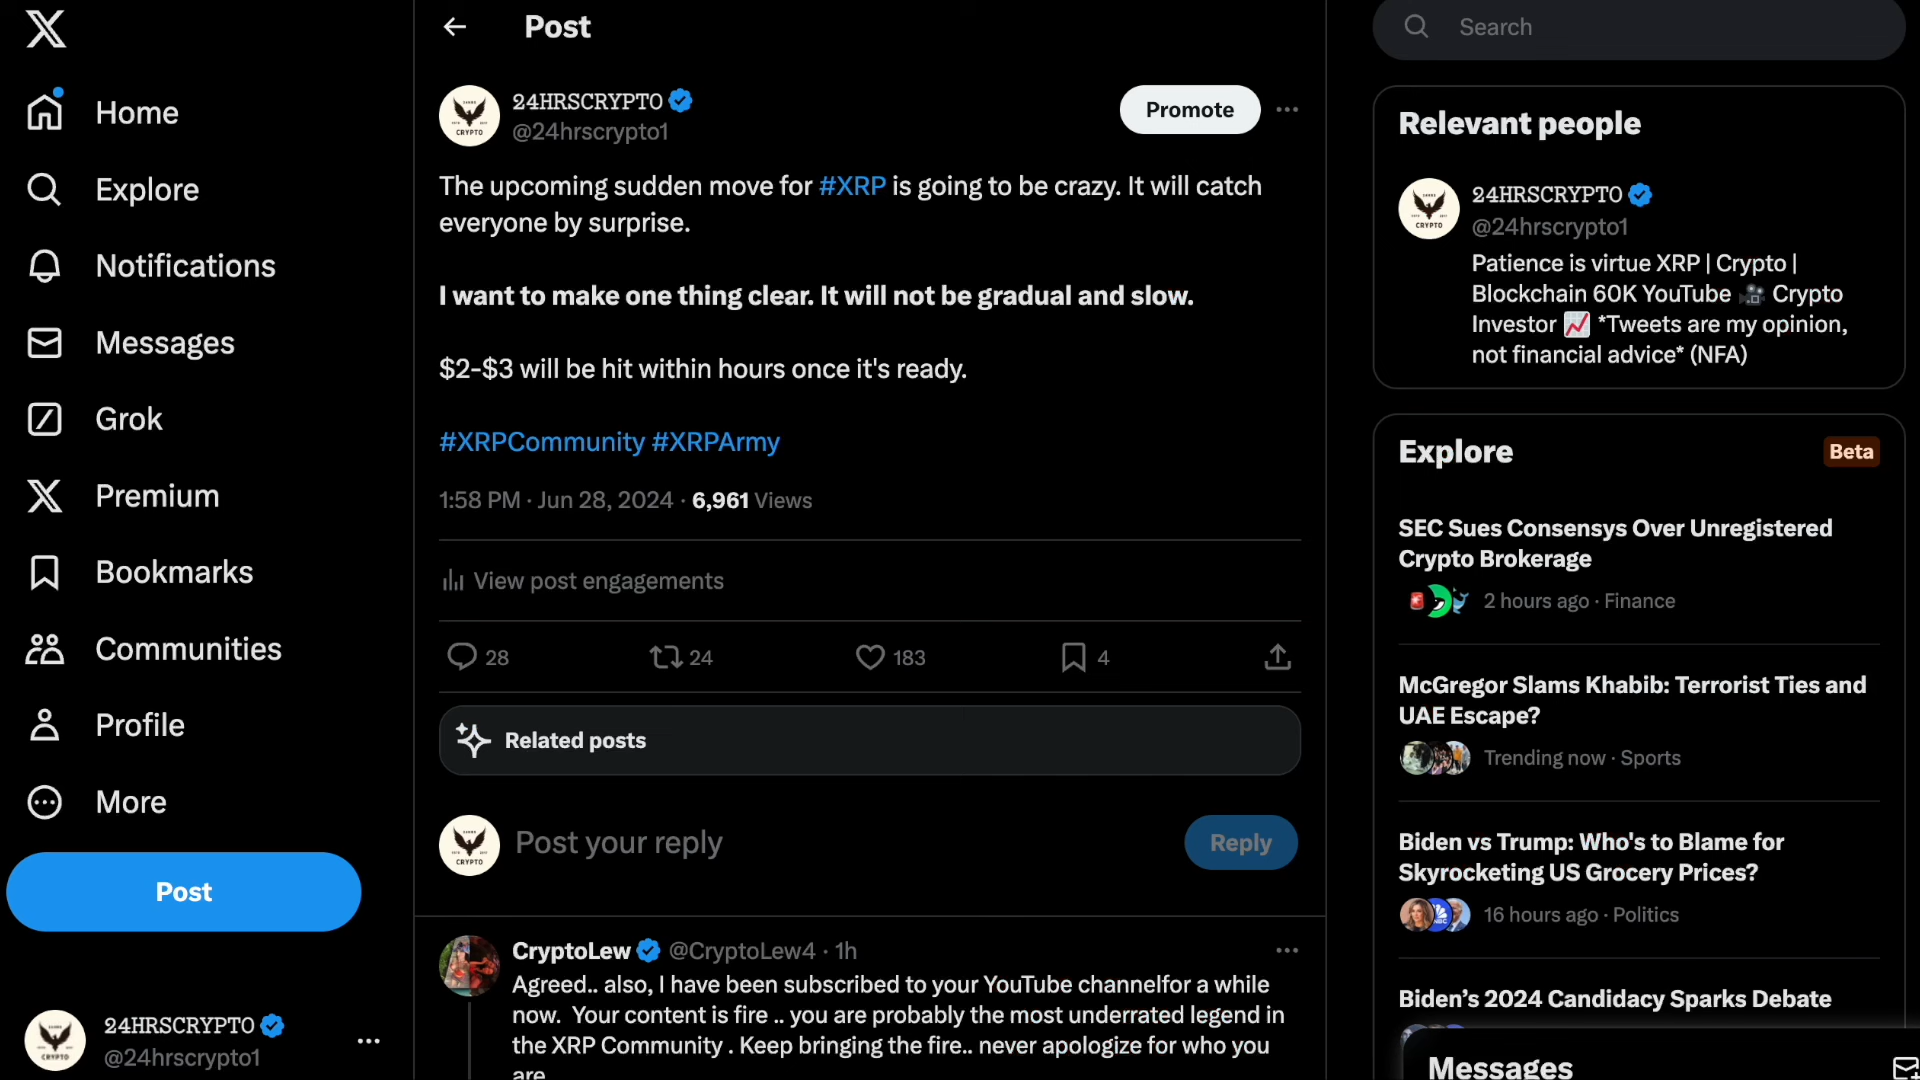 Home
Explore
Notifications
Messages
Grok
Premium
Bookmarks
Communities
Profile
More
Post
24HRSCRYPTO
@24hrscrypto1
Post
24HRSCRYPTO
@24hrscrypto1
Promote
CRYPTO
The upcoming sudden move for #XRP is going to be crazy. It will catch
everyone by surprise.
I want to make one thing clear. It will not be gradual and slow.
$2-$3 will be hit within hours once it's ready.
#XRPCommunity #XRPArmy
1:58 PM · Jun 28, 2024 · 6,961 Views
View post engagements
28
24
183
4
Related posts
CRYPTO
Post your reply
Reply
CryptoLew @CryptoLew4 · 1h
Agreed.. also, I have been subscribed to your YouTube channelfor a while
now. Your content is fire .. you are probably the most underrated legend in
the XRP Community . Keep bringing the fire.. never apologize for who you
are
Search
Relevant people
24HRSCRYPTO
@24hrscrypto1
CRYPTO
Patience is virtue XRP | Crypto |
Blockchain 60K YouTube 🎥 Crypto
Investor 📈 *Tweets are my opinion,
not financial advice* (NFA)
Explore
Beta
SEC Sues Consensys Over Unregistered
Crypto Brokerage
2 hours ago · Finance
McGregor Slams Khabib: Terrorist Ties and
UAE Escape?
Trending now · Sports
Biden vs Trump: Who's to Blame for
Skyrocketing US Grocery Prices?
16 hours ago · Politics
Biden's 2024 Candidacy Sparks Debate
Messages
CRYPTO